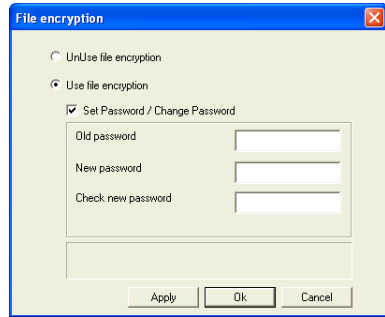 File encryption
UnUse file encryption
Use file encryption
Set Password / Change Password
Old password
New password
Check new password
Apply Ok Cancel